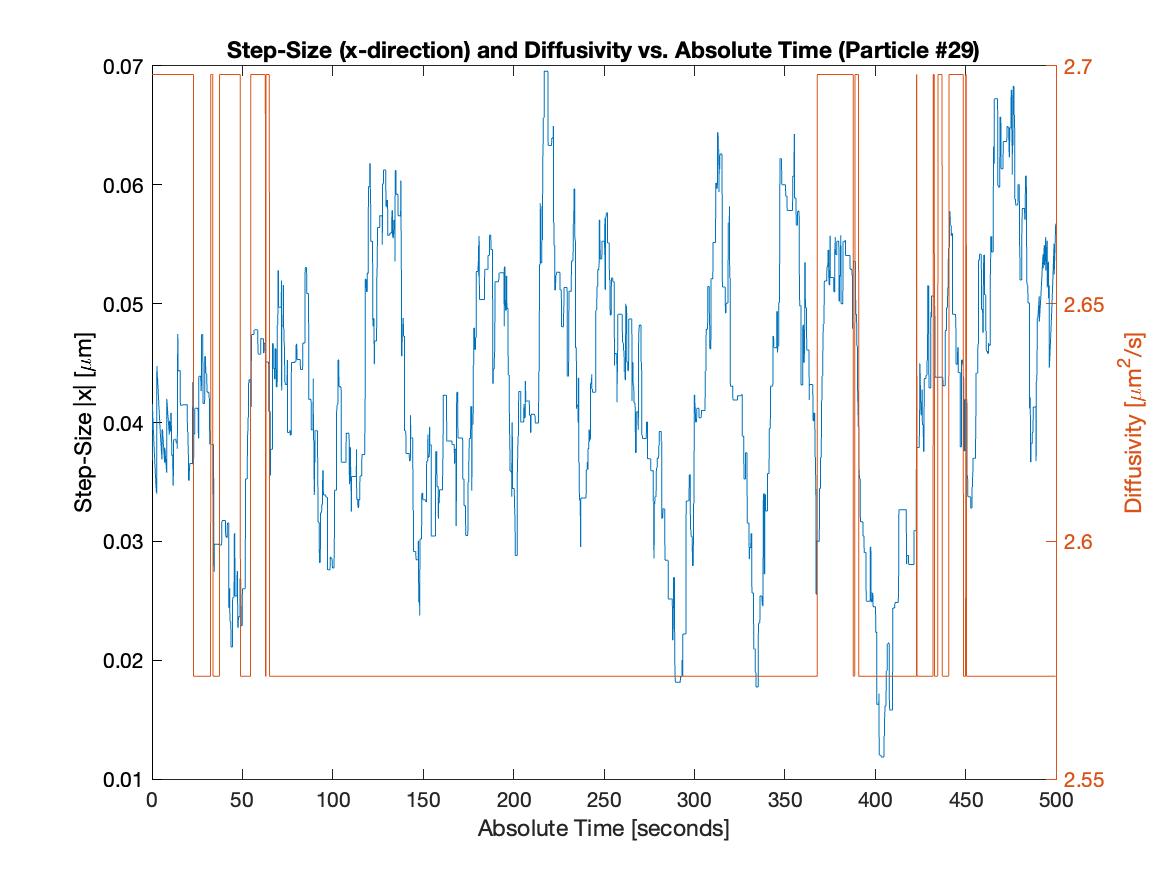 Step-Size (x-direction) and Diffusivity vs. Absolute Time (Particle #29)
0.07
0.06
0.05
0.04
0.03
0.02
0.01
Step-Size |x| [μm]
2.7
2.65
2.6
2.55
Diffusivity [μm²/s]
0 50 100 150 200 250 300 350 400 450 500
Absolute Time [seconds]